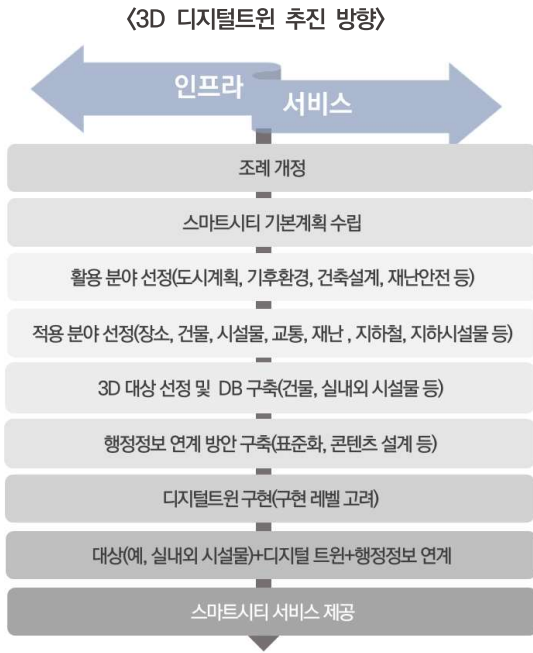 〈3D 디지털트윈 추진 방향〉
인프라
서비스
조례 개정
스마트시티 기본계획 수립
활용 분야 선정(도시계획, 기후환경, 건축설계, 재난안전 등)
적용 분야 선정(장소, 건물, 시설물, 교통, 재난 , 지하철, 지하시설물 등)
3D 대상 선정 및 DB 구축(건물, 실내외 시설물 등)
행정정보 연계 방안 구축(표준화, 콘텐츠 설계 등)
디지털트윈 구현(구현 레벨 고려)
대상(예, 실내외 시설물)+디지털 트윈+행정정보 연계
스마트시티 서비스 제공